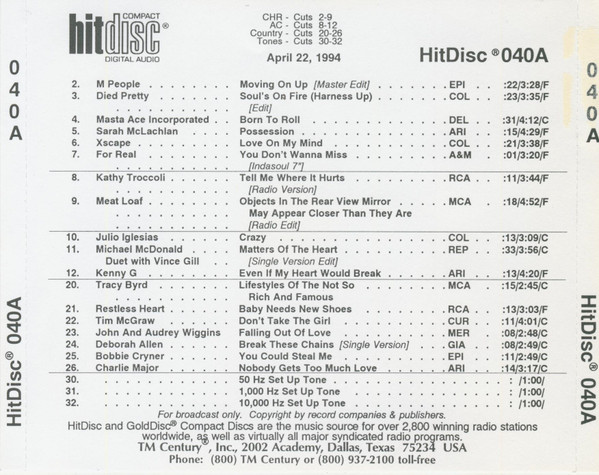 COMPACT
hitdisc
DIGITAL AUDIO
CHR - Cuts 2-9
AC - Cuts 8-12
Country - Cuts 20-26
Tones - Cuts 30-32
April 22, 1994
HitDisc® 040A
040A
040A
2. M People . . . . . . . . . . . . Moving On Up [Master Edit] . . . . . . . EPI . . :22/3:28/F
3. Died Pretty . . . . . . . . . . Soul's On Fire (Harness Up) . . . . . . . COL . . :23/3:35/F
[Edit]
4. Masta Ace Incorporated . . Born To Roll . . . . . . . . . . . . . . . DEL . . :31/4:12/C
5. Sarah McLachlan . . . . . . Possession . . . . . . . . . . . . . . . . ARI . . :15/4:29/F
6. Xscape . . . . . . . . . . . . Love On My Mind . . . . . . . . . . . . COL . . :21/3:38/F
7. For Real . . . . . . . . . . . You Don't Wanna Miss . . . . . . . . . . A&M . . :01/3:20/F
[Indasoul 7"]
8. Kathy Troccoli . . . . . . . . Tell Me Where It Hurts . . . . . . . . . . RCA . . :11/3:44/F
[Radio Version]
9. Meat Loaf . . . . . . . . . . . Objects In The Rear View Mirror . . . . . MCA . . :18/4:52/F
May Appear Closer Than They Are
[Radio Edit]
10. Julio Iglesias . . . . . . . . . Crazy . . . . . . . . . . . . . . . . . . COL . . :13/3:09/C
11. Michael McDonald . . . . . . Matters Of The Heart . . . . . . . . . . REP . . :33/3:56/C
Duet with Vince Gill . . . [Single Version Edit]
12. Kenny G . . . . . . . . . . . Even If My Heart Would Break . . . . . . ARI . . :13/4:20/F
20. Tracy Byrd . . . . . . . . . . Lifestyles Of The Not So . . . . . . . . . MCA . . :15/2:45/C
Rich And Famous
21. Restless Heart . . . . . . . . Baby Needs New Shoes . . . . . . . . . RCA . . :13/3:03/F
22. Tim McGraw . . . . . . . . . Don't Take The Girl . . . . . . . . . . . CUR . . :11/4:01/C
23. John And Audrey Wiggins Falling Out Of Love . . . . . . . . . . . MER . . :08/2:48/C
24. Deborah Allen . . . . . . . . Break These Chains [Single Version] . . . GIA . . :08/2:49/C
25. Bobbie Cryner . . . . . . . . You Could Steal Me . . . . . . . . . . . EPI . . :11/2:49/C
26. Charlie Major . . . . . . . . Nobody Gets Too Much Love . . . . . . . ARI . . :14/3:17/C
30. . . . . . . . . . . . . . . . . 50 Hz Set Up Tone . . . . . . . . . . . . . . . . : /1:00/
31. . . . . . . . . . . . . . . . . 1,000 Hz Set Up Tone . . . . . . . . . . . . . . : /1:00/
32. . . . . . . . . . . . . . . . . 10,000 Hz Set Up Tone . . . . . . . . . . . . . . : /1:00/
For broadcast only. Copyright by record companies & publishers.
HitDisc and GoldDisc® Compact Discs are the music source for over 2,800 winning radio stations
worldwide, as well as virtually all major syndicated radio programs.
TM Century®, Inc., 2002 Academy, Dallas, Texas 75234 USA
Phone: (800) TM Century or (800) 937-2100 toll-free
HitDisc® 040A
HitDisc® 040A